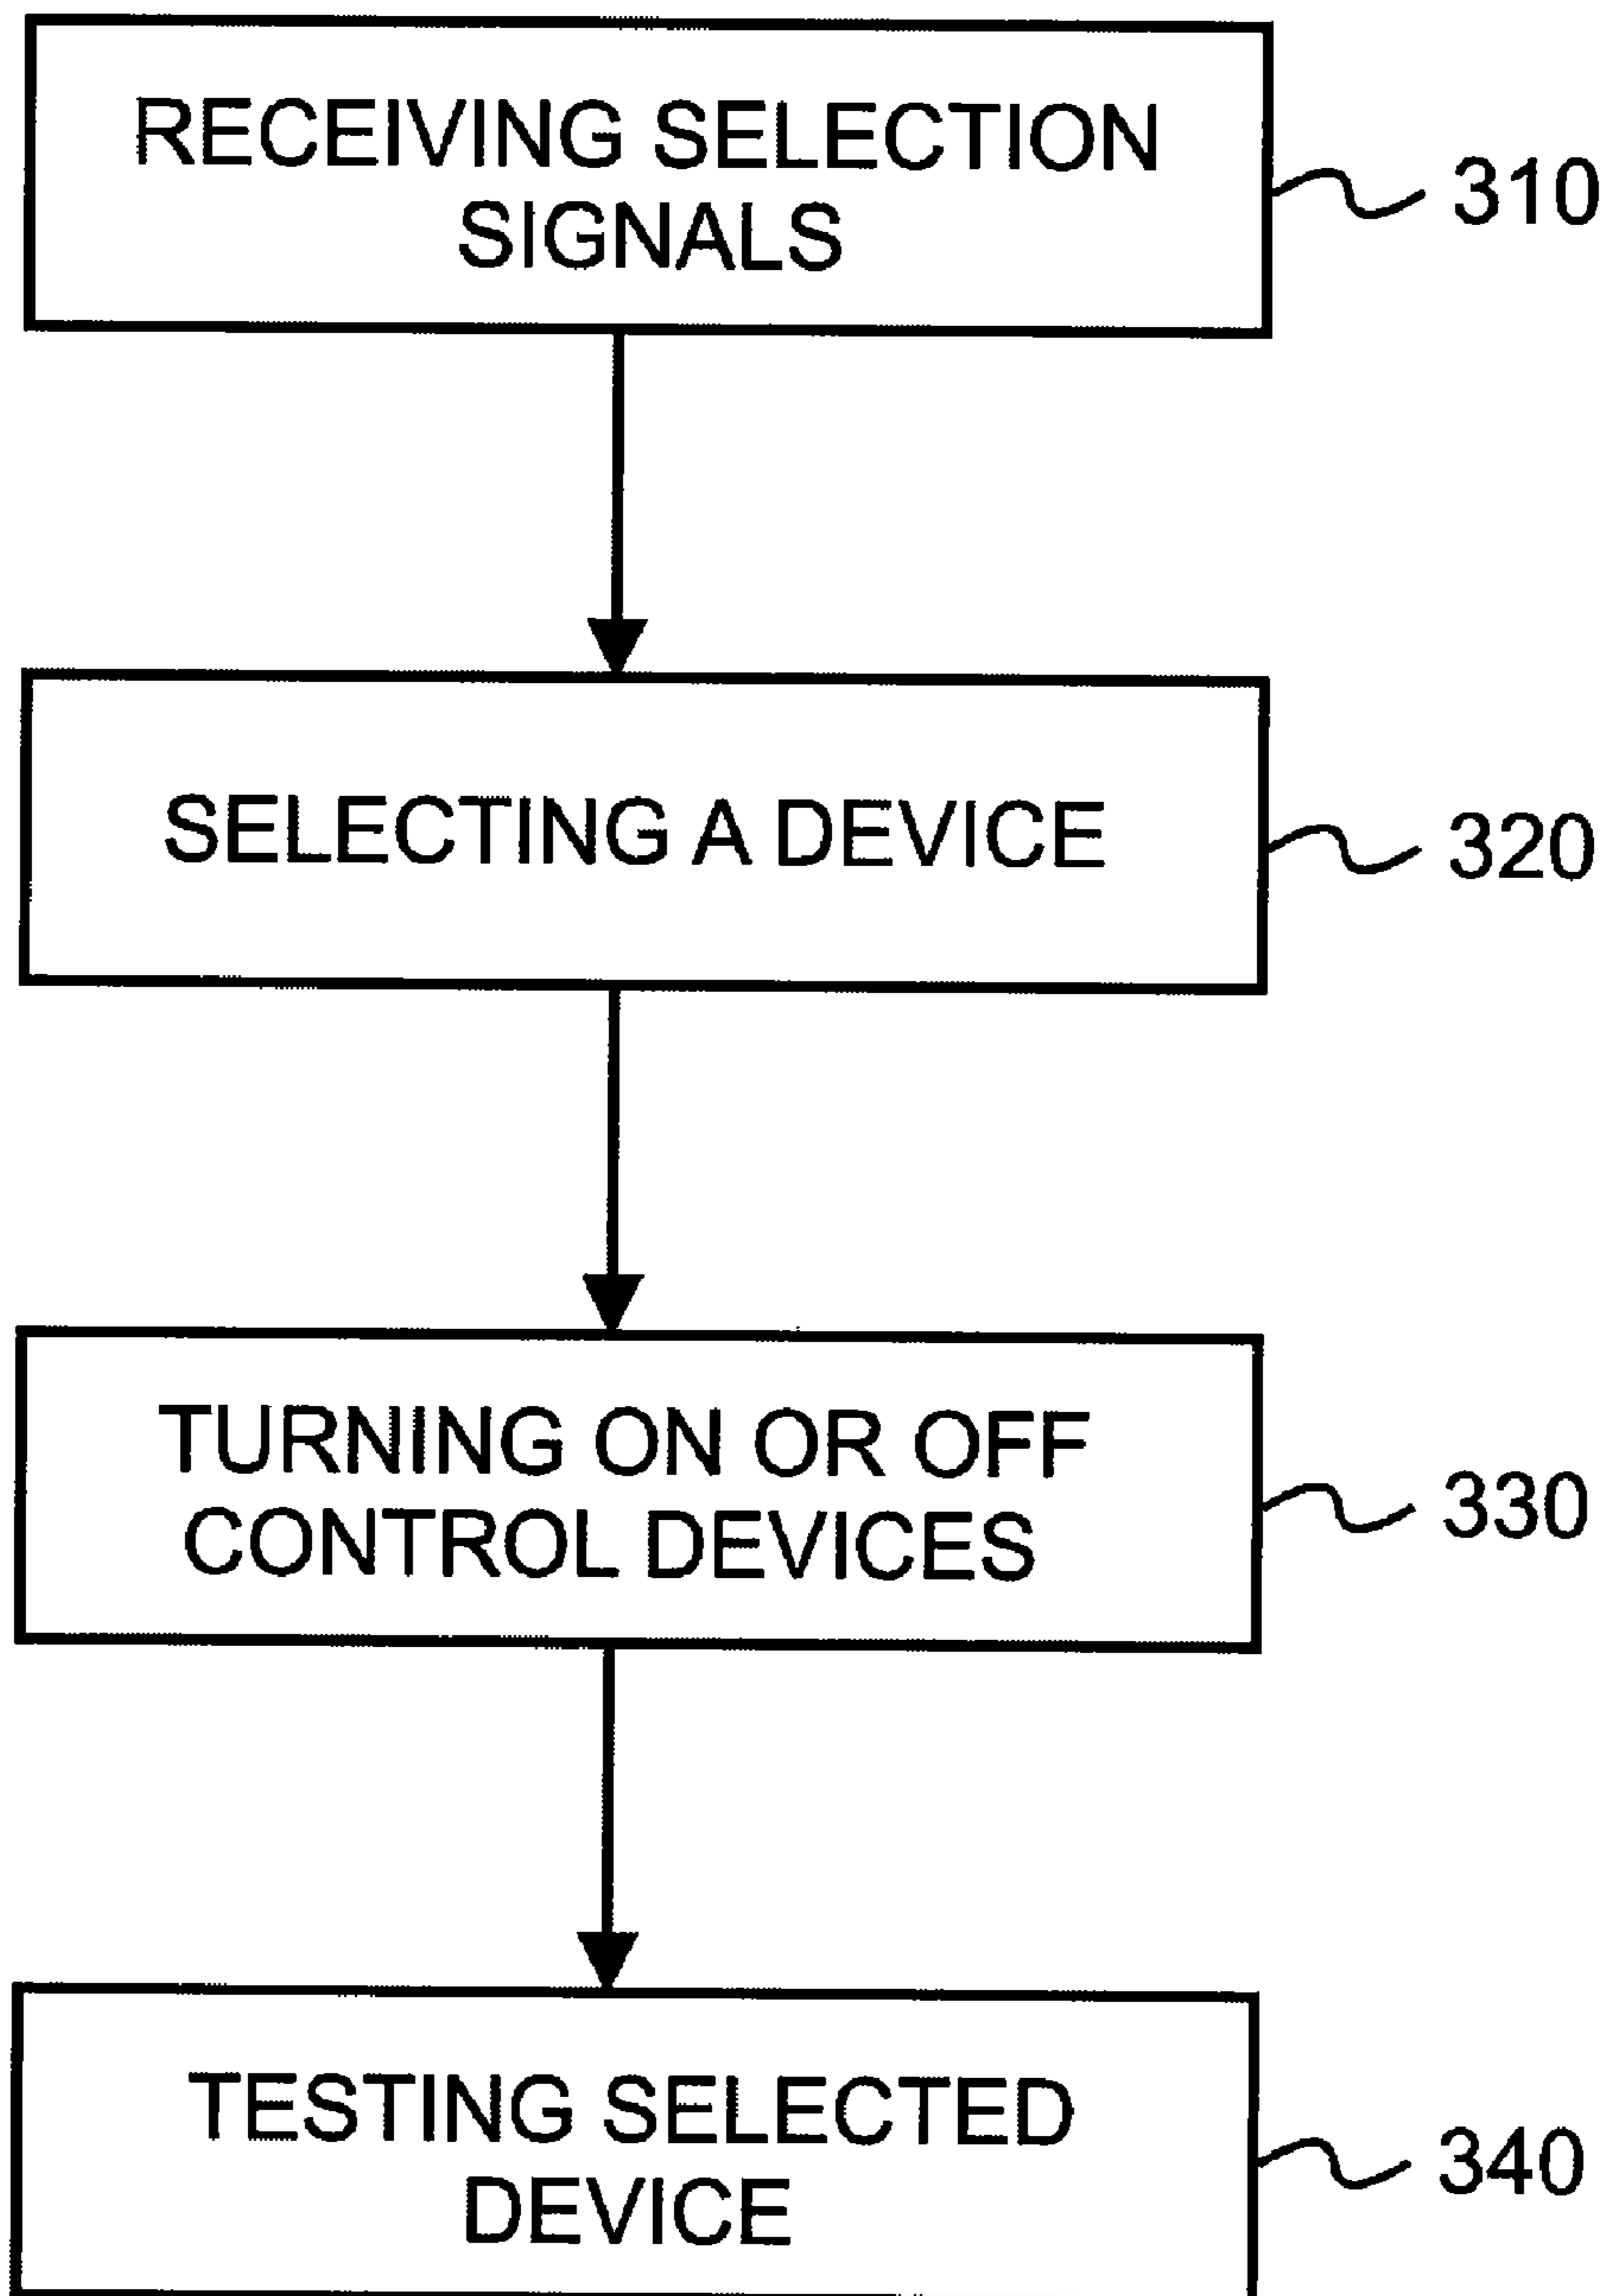 RECEIVING SELECTION
SIGNALS
310
SELECTING A DEVICE
320
TURNING ON OR OFF
CONTROL DEVICES
330
TESTING SELECTED
DEVICE
340